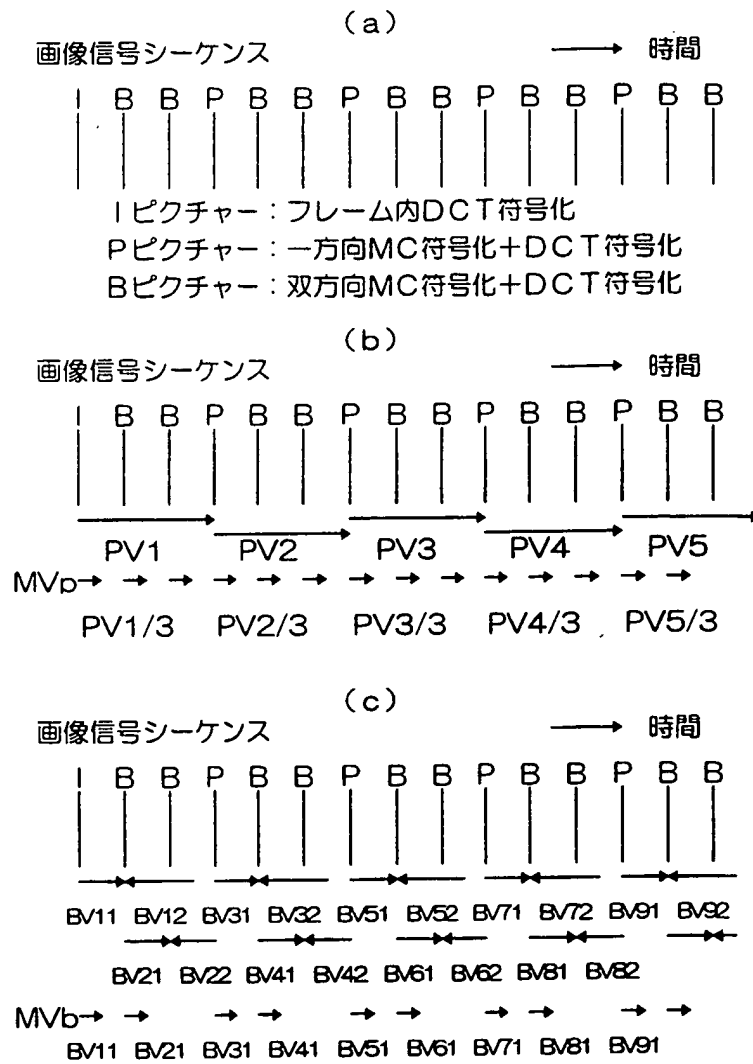 (a)
画像信号シーケンス → 時間
I B B P B B P B B P B B P B B
Iピクチャー：フレーム内DCT符号化
Pピクチャー：一方向MC符号化＋DCT符号化
Bピクチャー：双方向MC符号化＋DCT符号化
(b)
画像信号シーケンス → 時間
I B B P B B P B B P B B P B B
PV1 PV2 PV3 PV4 PV5
MVp
PV1/3 PV2/3 PV3/3 PV4/3 PV5/3
(c)
画像信号シーケンス → 時間
I B B P B B P B B P B B P B B
BV11 BV12 BV31 BV32 BV51 BV52 BV71 BV72 BV91 BV92
BV21 BV22 BV41 BV42 BV61 BV62 BV81 BV82
MVb
BV11 BV21 BV31 BV41 BV51 BV61 BV71 BV81 BV91